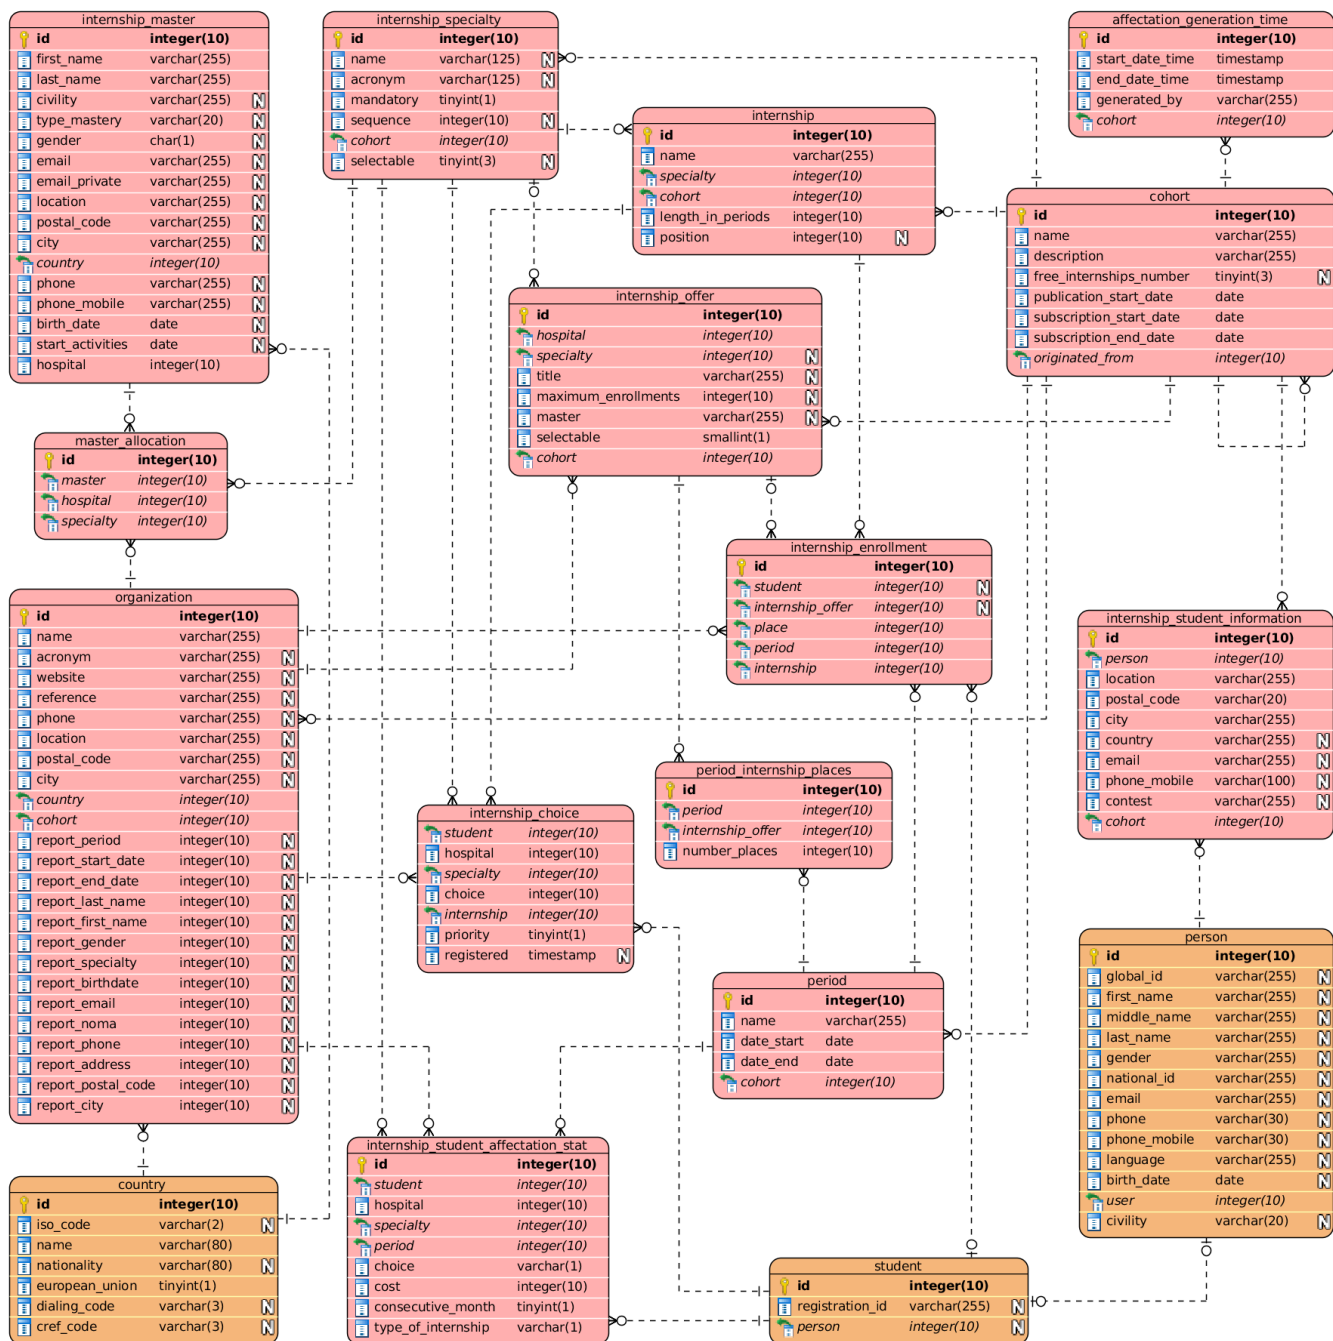 internship_master
id integer(10)
first_name varchar(255)
last_name varchar(255)
civility varchar(255) N
type_mastery varchar(20) N
gender char(1) N
email varchar(255) N
email_private varchar(255) N
location varchar(255) N
postal_code varchar(255) N
city varchar(255) N
country integer(10)
phone varchar(255) N
phone_mobile varchar(255) N
birth_date date N
start_activities date N
hospital integer(10)
internship_specialty
id integer(10)
name varchar(125) N
acronym varchar(125) N
mandatory tinyint(1)
sequence integer(10) N
cohort integer(10)
selectable tinyint(3) N
affectation_generation_time
id integer(10)
start_date_time timestamp
end_date_time timestamp
generated_by varchar(255)
cohort integer(10)
internship
id integer(10)
name varchar(255)
specialty integer(10)
cohort integer(10)
length_in_periods integer(10)
position integer(10) N
cohort
id integer(10)
name varchar(255)
description varchar(255)
free_internships_number tinyint(3) N
publication_start_date date
subscription_start_date date
subscription_end_date date
originated_from integer(10)
internship_offer
id integer(10)
hospital integer(10)
specialty integer(10) N
title varchar(255) N
maximum_enrollments integer(10) N
master varchar(255) N
selectable smallint(1)
cohort integer(10)
master_allocation
id integer(10)
master integer(10)
hospital integer(10)
specialty integer(10)
internship_enrollment
id integer(10)
student integer(10) N
internship_offer integer(10) N
place integer(10)
period integer(10)
internship integer(10)
organization
id integer(10)
name varchar(255)
acronym varchar(255) N
website varchar(255) N
reference varchar(255) N
phone varchar(255) N
location varchar(255) N
postal_code varchar(255) N
city varchar(255) N
country integer(10)
cohort integer(10)
report_period integer(10) N
report_start_date integer(10) N
report_end_date integer(10) N
report_last_name integer(10) N
report_first_name integer(10) N
report_gender integer(10) N
report_specialty integer(10) N
report_birthdate integer(10) N
report_email integer(10) N
report_noma integer(10) N
report_phone integer(10) N
report_address integer(10) N
report_postal_code integer(10) N
report_city integer(10) N
internship_student_information
id integer(10)
person integer(10)
location varchar(255)
postal_code varchar(20)
city varchar(255)
country varchar(255) N
email varchar(255) N
phone_mobile varchar(100) N
contest varchar(255) N
cohort integer(10)
period_internship_places
id integer(10)
period integer(10)
internship_offer integer(10)
number_places integer(10)
internship_choice
student integer(10)
hospital integer(10)
specialty integer(10)
choice integer(10)
internship integer(10)
priority tinyint(1)
registered timestamp N
person
id integer(10)
global_id varchar(255) N
first_name varchar(255) N
middle_name varchar(255) N
last_name varchar(255) N
gender varchar(255) N
national_id varchar(255) N
email varchar(255) N
phone varchar(30) N
phone_mobile varchar(30) N
language varchar(255) N
birth_date date N
user integer(10)
civility varchar(20) N
period
id integer(10)
name varchar(255)
date_start date
date_end date
cohort integer(10)
internship_student_affectation_stat
id integer(10)
student integer(10)
hospital integer(10)
specialty integer(10)
period integer(10)
choice varchar(1)
cost integer(10)
consecutive_month tinyint(1)
type_of_internship varchar(1)
country
id integer(10)
iso_code varchar(2) N
name varchar(80)
nationality varchar(80) N
european_union tinyint(1)
dialing_code varchar(3) N
cref_code varchar(3) N
student
id integer(10)
registration_id varchar(255) N
person integer(10) N